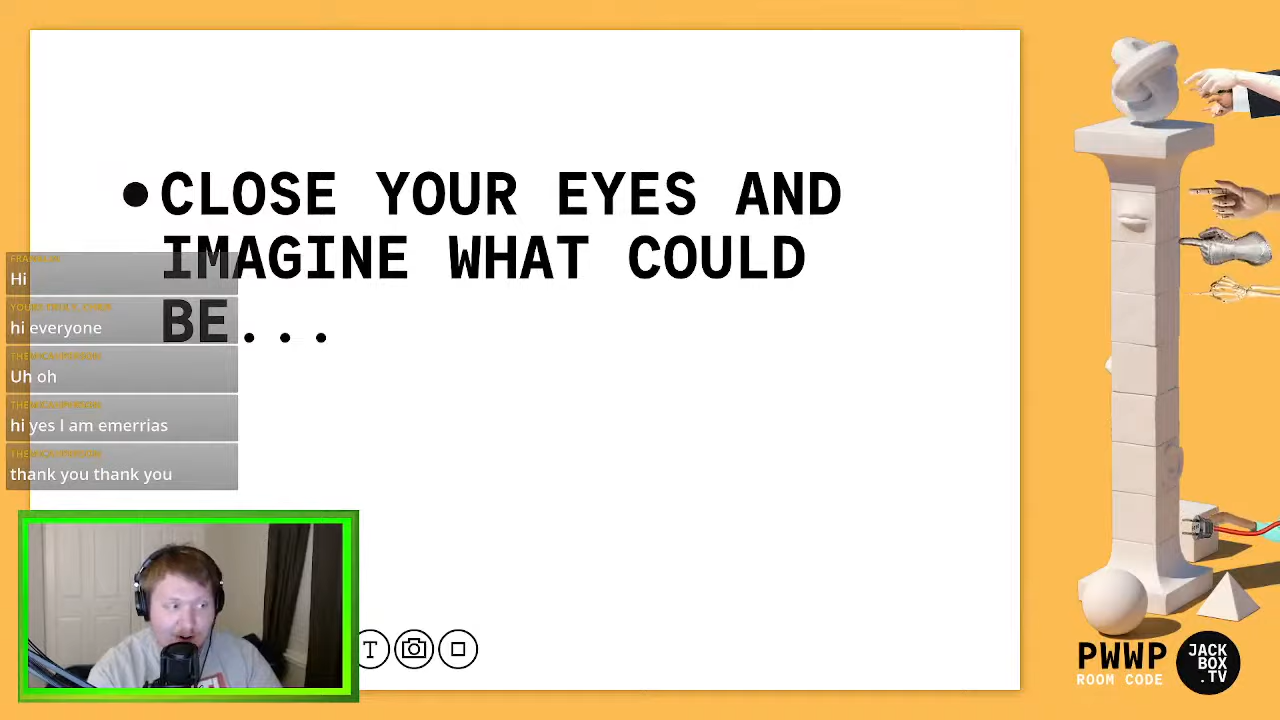 •CLOSE YOUR EYES AND
IMAGINE WHAT COULD
BE...
Hi
hi everyone
Uh oh
hi yes I am emerrias
thank you thank you
T
PWWP
ROOM CODE
JACK
BOX
.TV